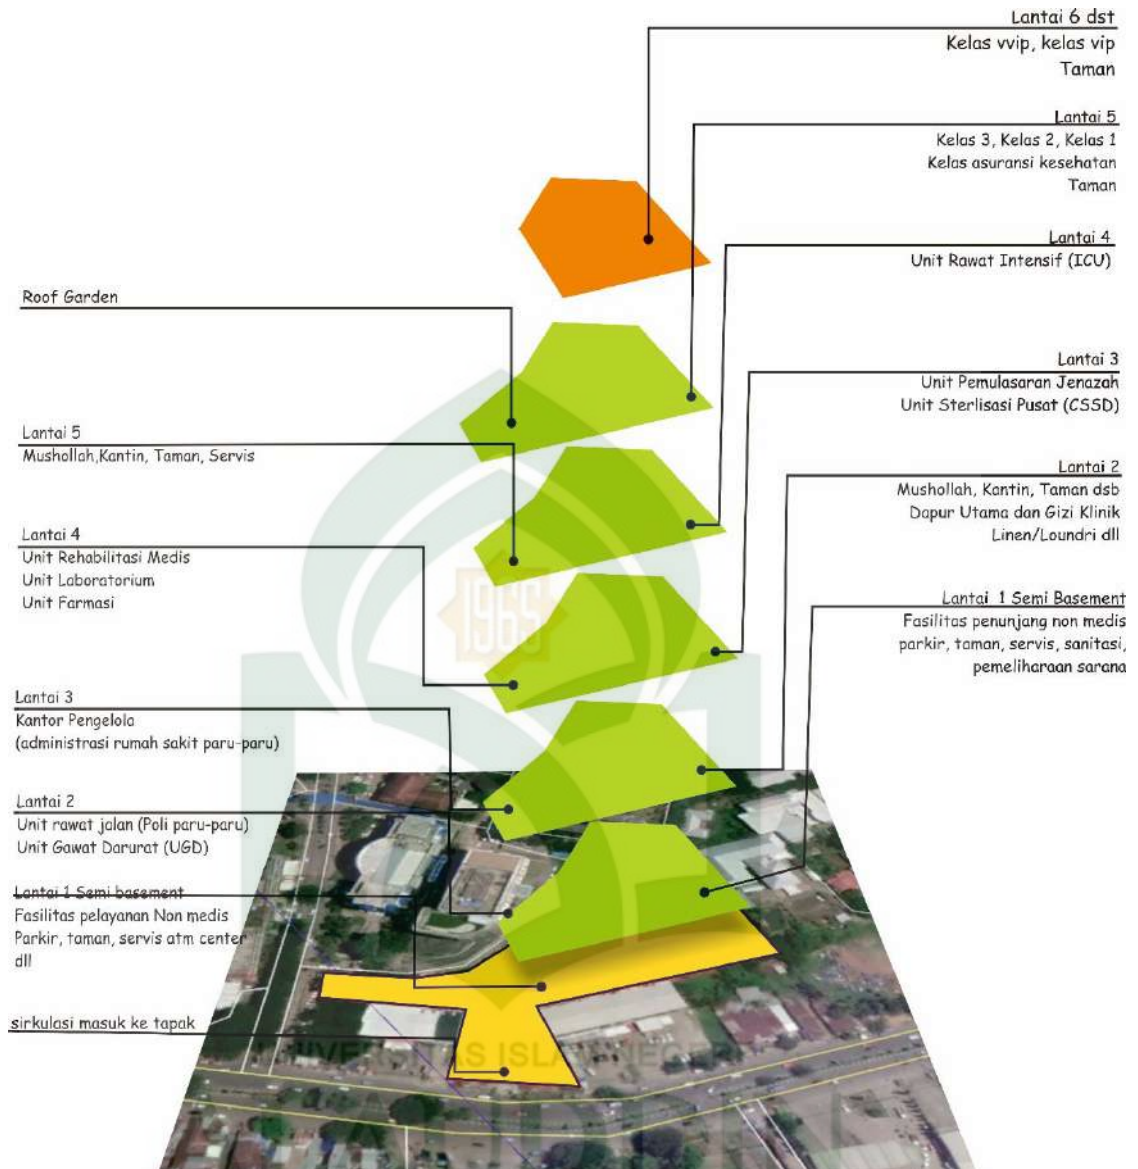 Lantai 6 dst
Kelas vvip, kelas vip
Taman
Lantai 5
Kelas 3, Kelas 2, Kelas 1
Kelas asuransi kesehatan
Taman
Lantai 4
Unit Rawat Intensif (ICU)
Roof Garden
Lantai 3
Unit Pemulasaran Jenazah
Unit Sterlisasi Pusat (CSSD)
Lantai 5
Mushollah,Kantin, Taman, Servis
Lantai 2
Mushollah, Kantin, Taman dsb
Dapur Utama dan Gizi Klinik
Linen/Loundri dll
Lantai 4
Unit Rehabilitasi Medis
Unit Laboratorium
Unit Farmasi
1965
Lantai 1 Semi Basement
Fasilitas penunjang non medis
parkir, taman, servis, sanitasi,
pemeliharaan sarana
Lantai 3
Kantor Pengelola
(administrasi rumah sakit paru-paru)
Lantai 2
Unit rawat jalan (Poli paru-paru)
Unit Gawat Darurat (UGD)
Lantai 1 Semi basement
Fasilitas pelayanan Non medis
Parkir, taman, servis atm center
dll
sirkulasi masuk ke tapak
UNIVERSITAS ISLAM NEGERI